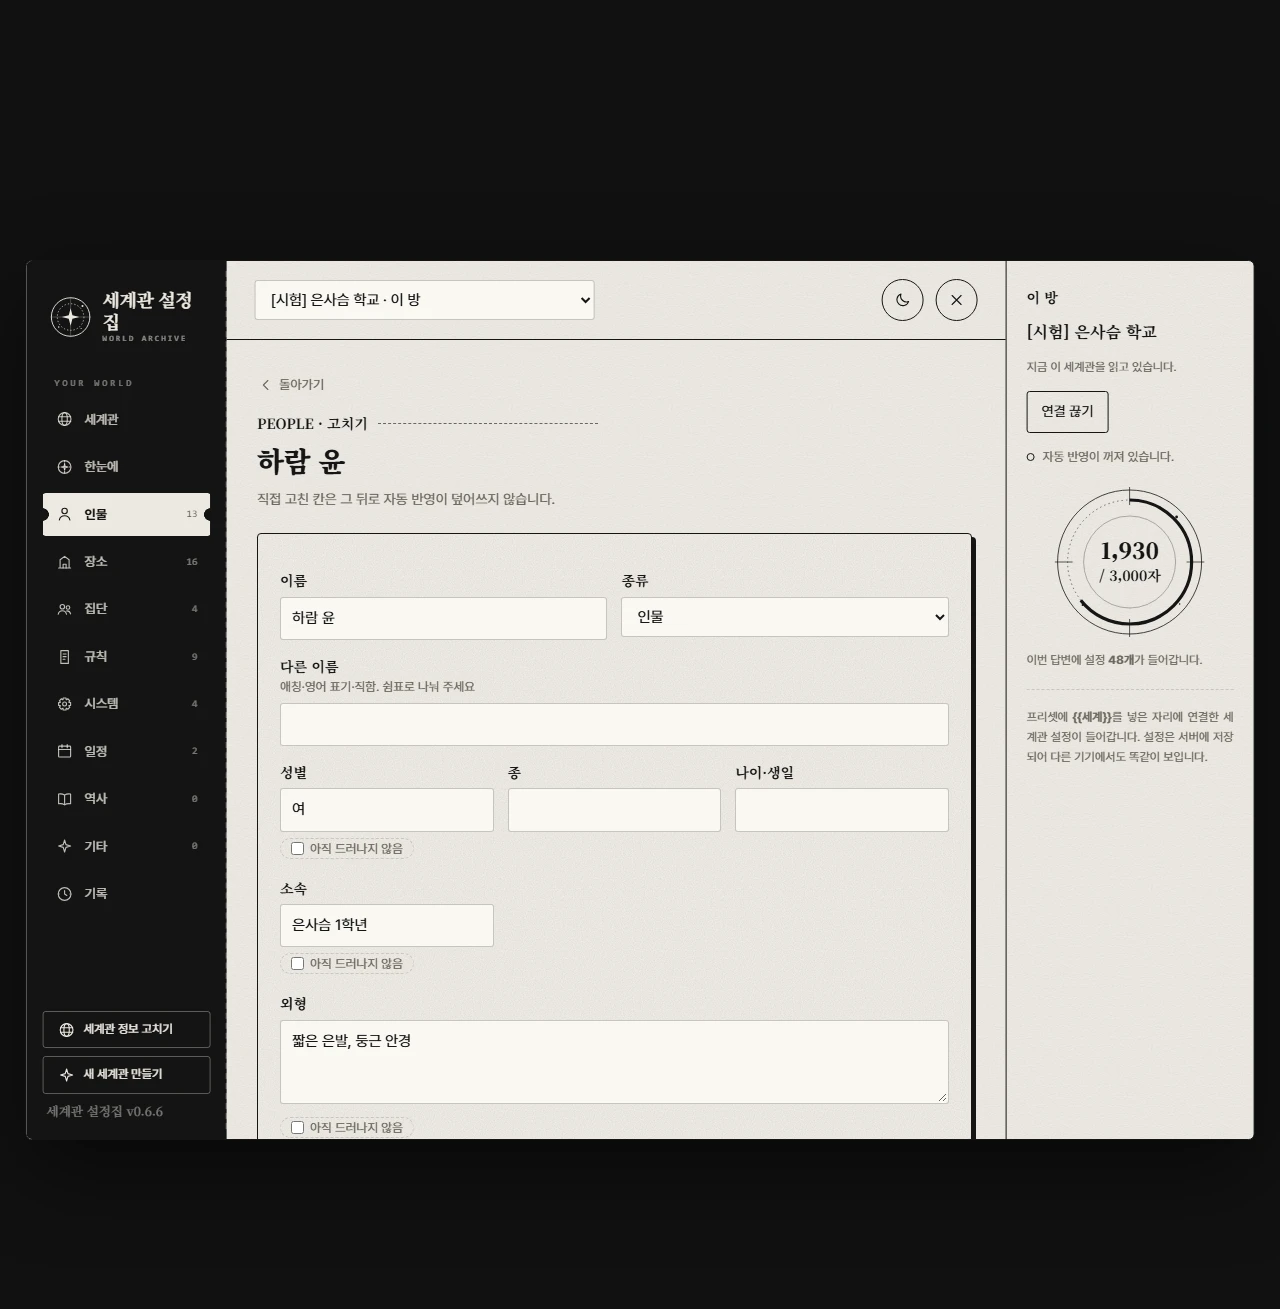 세계관 설정
집
WORLD ARCHIVE
YOUR WORLD
세계관
한눈에
인물 13
장소 16
집단 4
규칙 9
시스템 4
일정 2
역사 0
기타 0
기록
세계관 정보 고치기
새 세계관 만들기
세계관 설정집 v0.6.6
[시험] 은사슴 학교 · 이 방
돌아가기
PEOPLE · 고치기
하람 윤
직접 고친 칸은 그 뒤로 자동 반영이 덮어쓰지 않습니다.
이름
하람 윤
종류
인물
다른 이름
애칭·영어 표기·직함. 쉼표로 나눠 주세요
성별
여
아직 드러나지 않음
종
나이·생일
소속
은사슴 1학년
아직 드러나지 않음
외형
짧은 은발, 둥근 안경
아직 드러나지 않음
이 방
[시험] 은사슴 학교
지금 이 세계관을 읽고 있습니다.
연결 끊기
자동 반영이 꺼져 있습니다.
1,930
/ 3,000자
이번 답변에 설정 48개가 들어갑니다.
프리셋에 {{세계}}를 넣은 자리에 연결한 세
계관 설정이 들어갑니다. 설정은 서버에 저장
되어 다른 기기에서도 똑같이 보입니다.